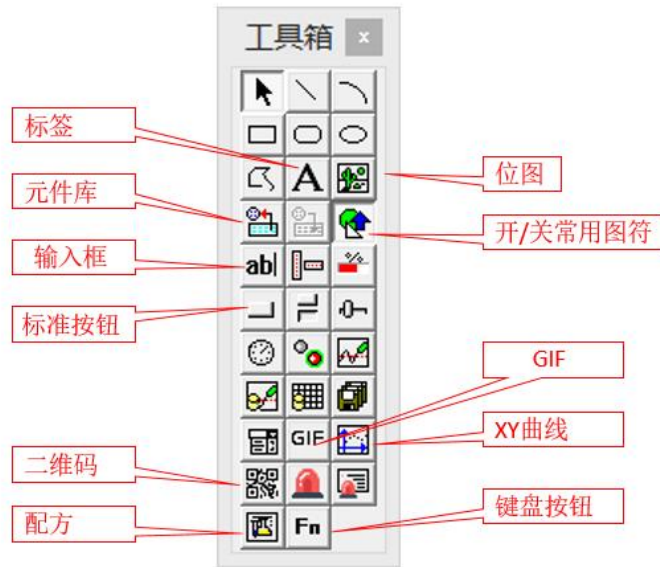 工具箱
x
标签
A
位图
元件库
开/关常用图符
输入框
ab|
%
标准按钮
GIF
GIF
XY曲线
二维码
配方
Fn
键盘按钮